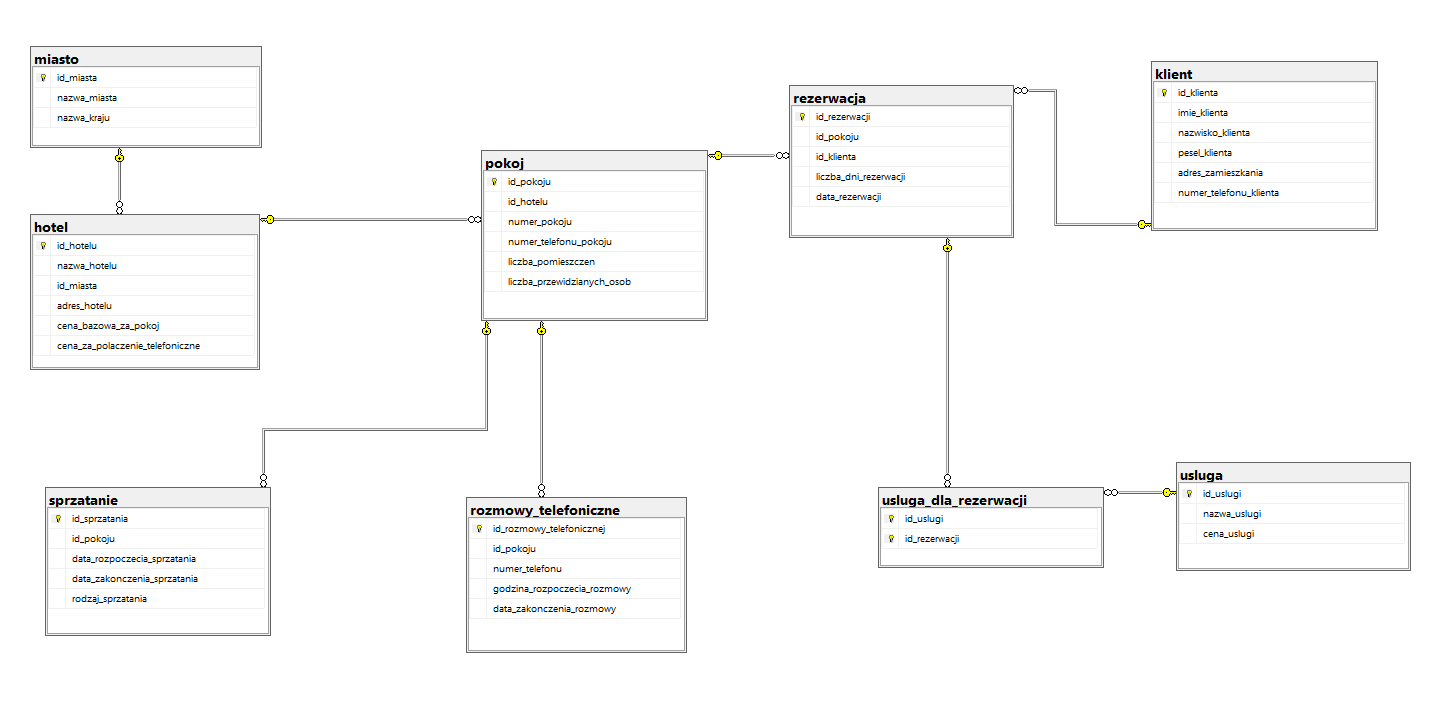 miasto
id_miasta
nazwa_miasta
nazwa_kraju
hotel
id_hotelu
nazwa_hotelu
id_miasta
adres_hotelu
cena_bazowa_za_pokoj
cena_za_polaczenie_telefoniczne
pokoj
id_pokoju
id_hotelu
numer_pokoju
numer_telefonu_pokoju
liczba_pomieszczen
liczba_przewidzianych_osob
rezerwacja
id_rezerwacji
id_pokoju
id_klienta
liczba_dni_rezerwacji
data_rezerwacji
klient
id_klienta
imie_klienta
nazwisko_klienta
pesel_klienta
adres_zamieszkania
numer_telefonu_klienta
sprzatanie
id_sprzatania
id_pokoju
data_rozpoczecia_sprzatania
data_zakonczenia_sprzatania
rodzaj_sprzatania
rozmowy_telefoniczne
id_rozmowy_telefonicznej
id_pokoju
numer_telefonu
godzina_rozpoczecia_rozmowy
data_zakonczenia_rozmowy
usluga_dla_rezerwacji
id_uslugi
id_rezerwacji
usluga
id_uslugi
nazwa_uslugi
cena_uslugi